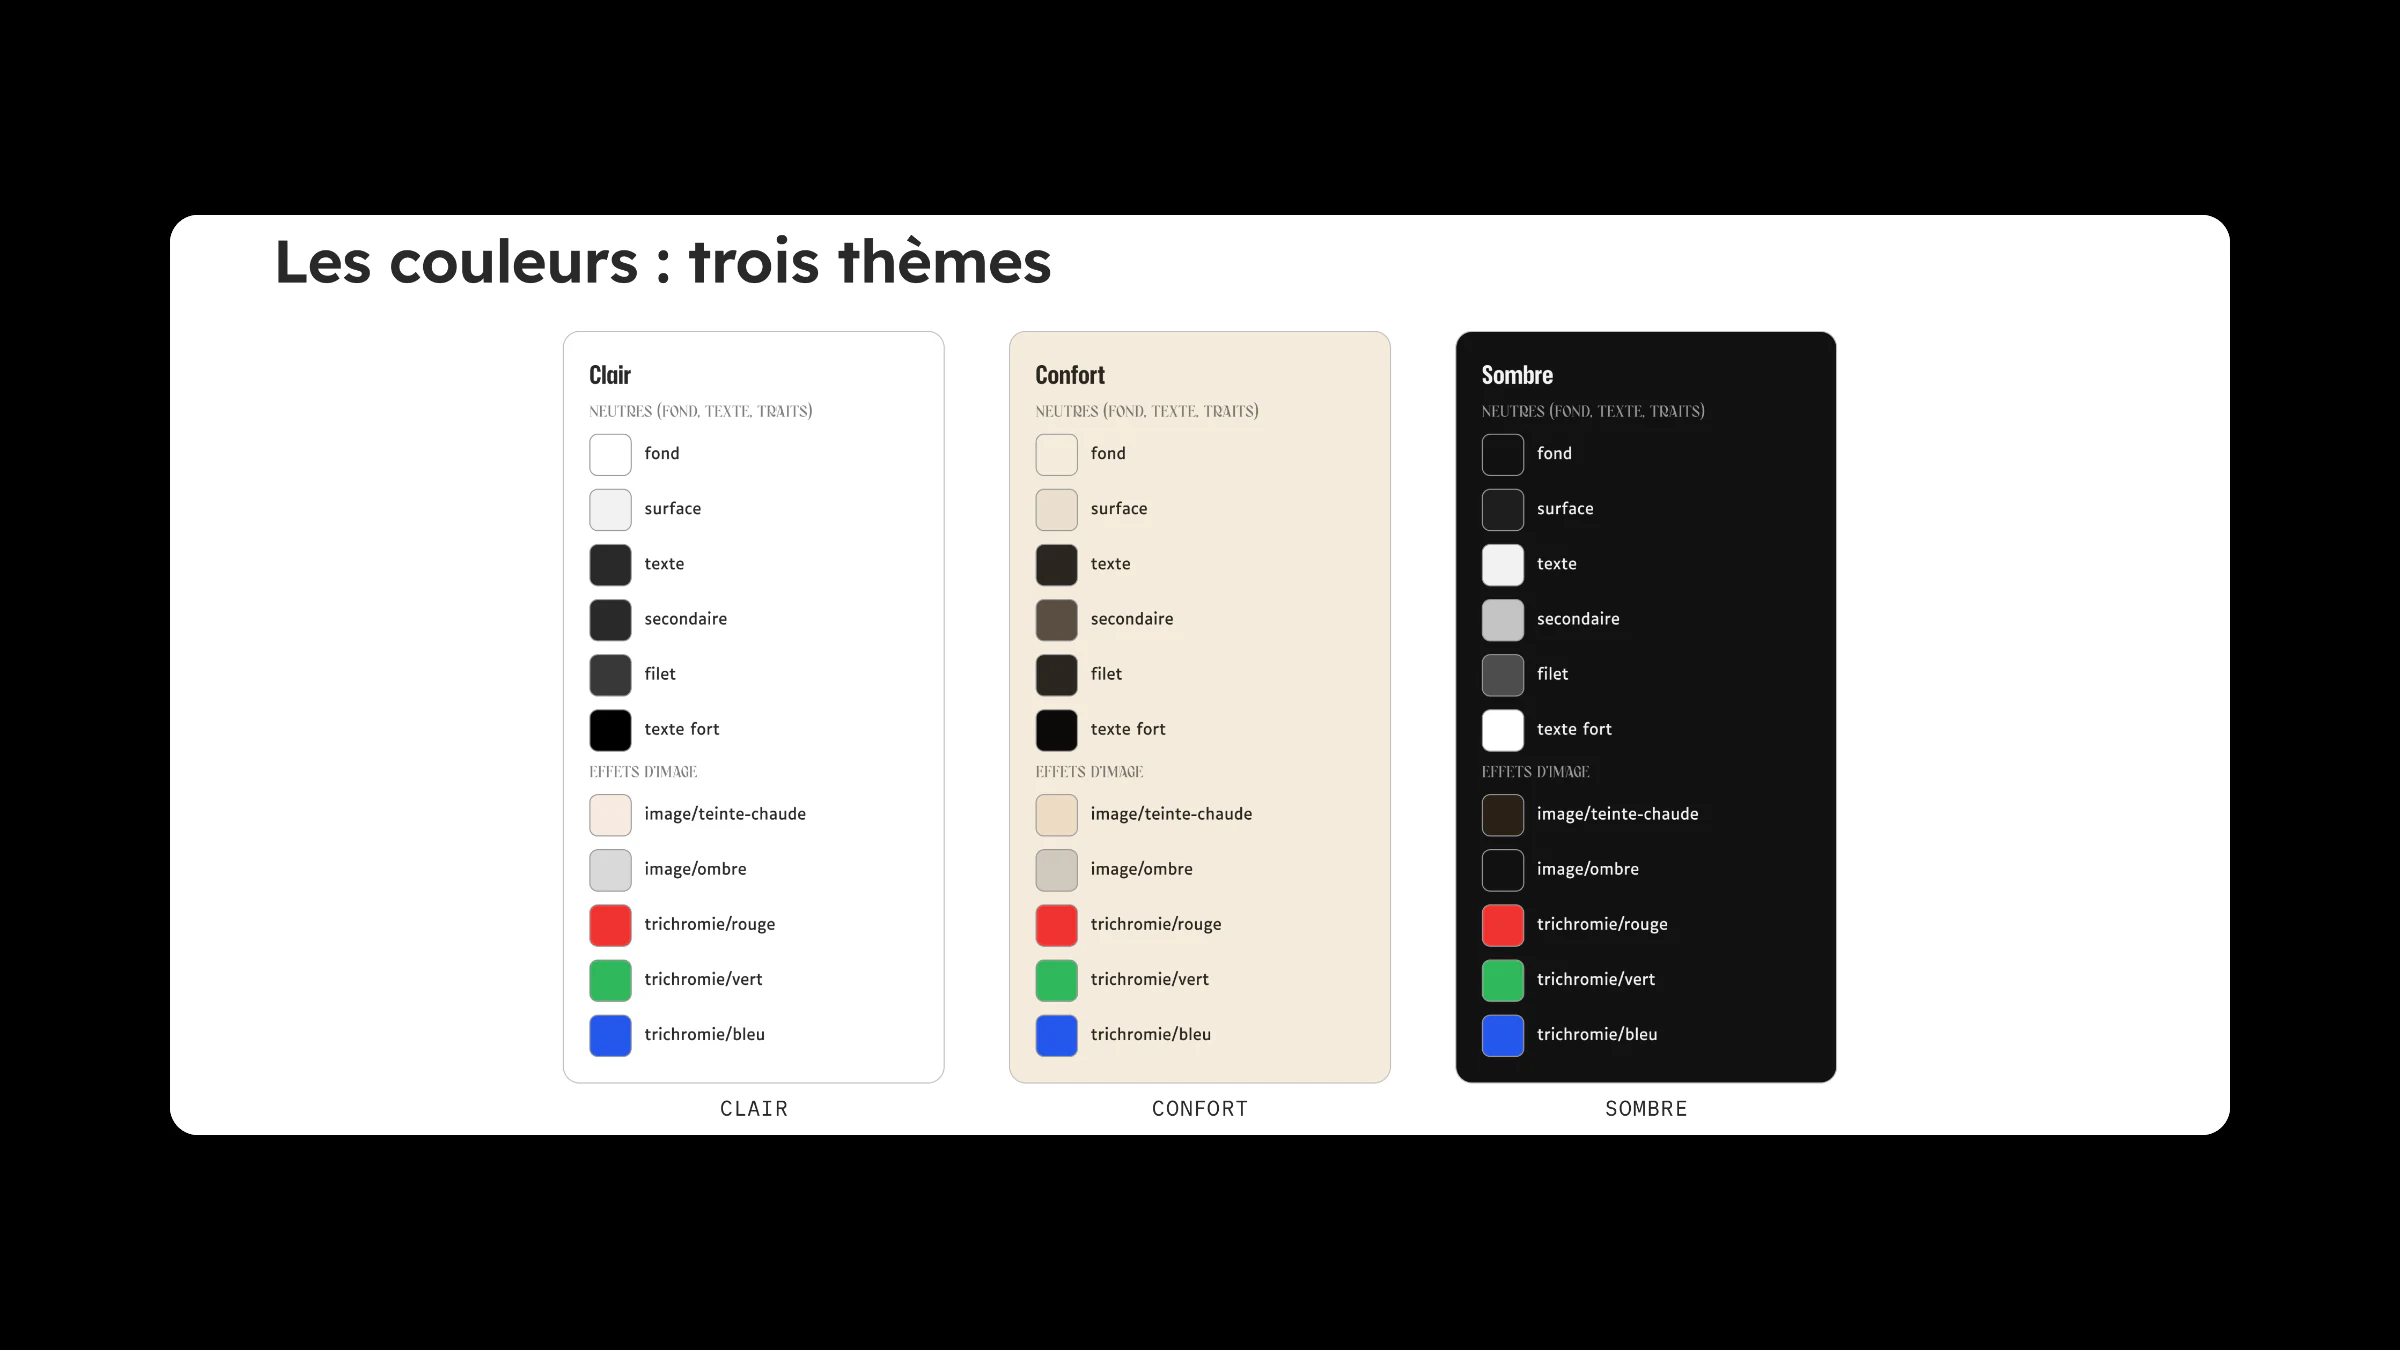 Les couleurs : trois thèmes
Clair
NEUTRES (FOND, TEXTE, TRAITS)
fond
surface
texte
secondaire
filet
texte fort
EFFETS D'IMAGE
image/teinte-chaude
image/ombre
trichromie/rouge
trichromie/vert
trichromie/bleu
CLAIR
Confort
NEUTRES (FOND, TEXTE, TRAITS)
fond
surface
texte
secondaire
filet
texte fort
EFFETS D'IMAGE
image/teinte-chaude
image/ombre
trichromie/rouge
trichromie/vert
trichromie/bleu
CONFORT
Sombre
NEUTRES (FOND, TEXTE, TRAITS)
fond
surface
texte
secondaire
filet
texte fort
EFFETS D'IMAGE
image/teinte-chaude
image/ombre
trichromie/rouge
trichromie/vert
trichromie/bleu
SOMBRE